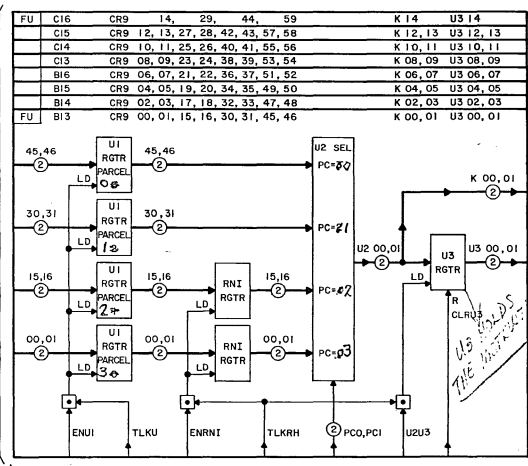 FU C16 CR9 14, 29, 44, 59 K 14 U3 14
C15 CR9 12, 13, 27, 28, 42, 43, 57, 58 K 12, 13 U3 12, 13
C14 CR9 10, 11, 25, 26, 40, 41, 55, 56 K 10, 11 U3 10, 11
C13 CR9 08, 09, 23, 24, 38, 39, 53, 54 K 08, 09 U3 08, 09
B16 CR9 06, 07, 21, 22, 36, 37, 51, 52 K 06, 07 U3 06, 07
B15 CR9 04, 05, 19, 20, 34, 35, 49, 50 K 04, 05 U3 04, 05
B14 CR9 02, 03, 17, 18, 32, 33, 47, 48 K 02, 03 U3 02, 03
FU B13 CR9 00, 01, 15, 16, 30, 31, 45, 46 K 00, 01 U3 00, 01
45,46
2
LD
U1
RGTR
PARCEL
0
45,46
2
U2 SEL
PC=
K 00, 01
2
30,31
2
LD
U1
RGTR
PARCEL
1
30,31
2
PC=
U2 00,01
2
U3
RGTR
U3 00, 01
2
LD
R
CLRU3
15,16
2
LD
U1
RGTR
PARCEL
2
15,16
2
RNI
RGTR
LD
15,16
2
PC=02
00,01
2
LD
U1
RGTR
PARCEL
3
00,01
2
RNI
RGTR
LD
00,01
2
PC=03
U3 HOLDS
THE
ENU1
TLKU
ENRNI
TLKRH
2
PC0,PC1
U2U3